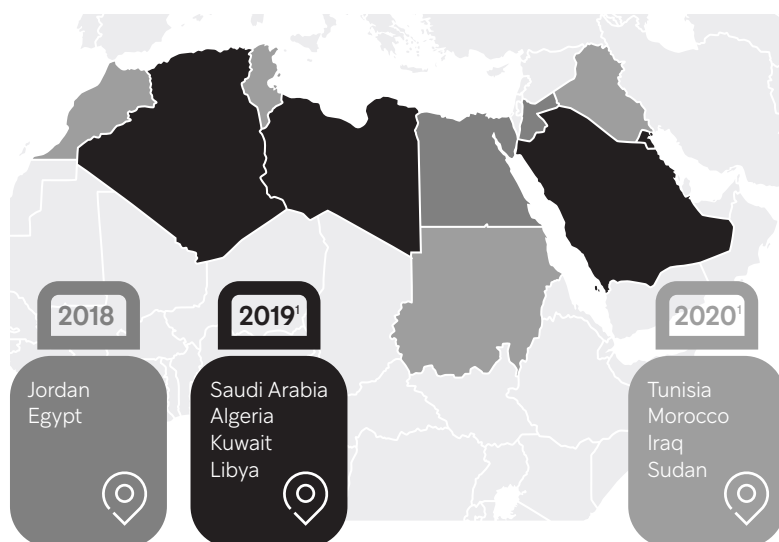 2018
Jordan
Egypt
2019¹
Saudi Arabia
Algeria
Kuwait
Libya
2020¹
Tunisia
Morocco
Iraq
Sudan